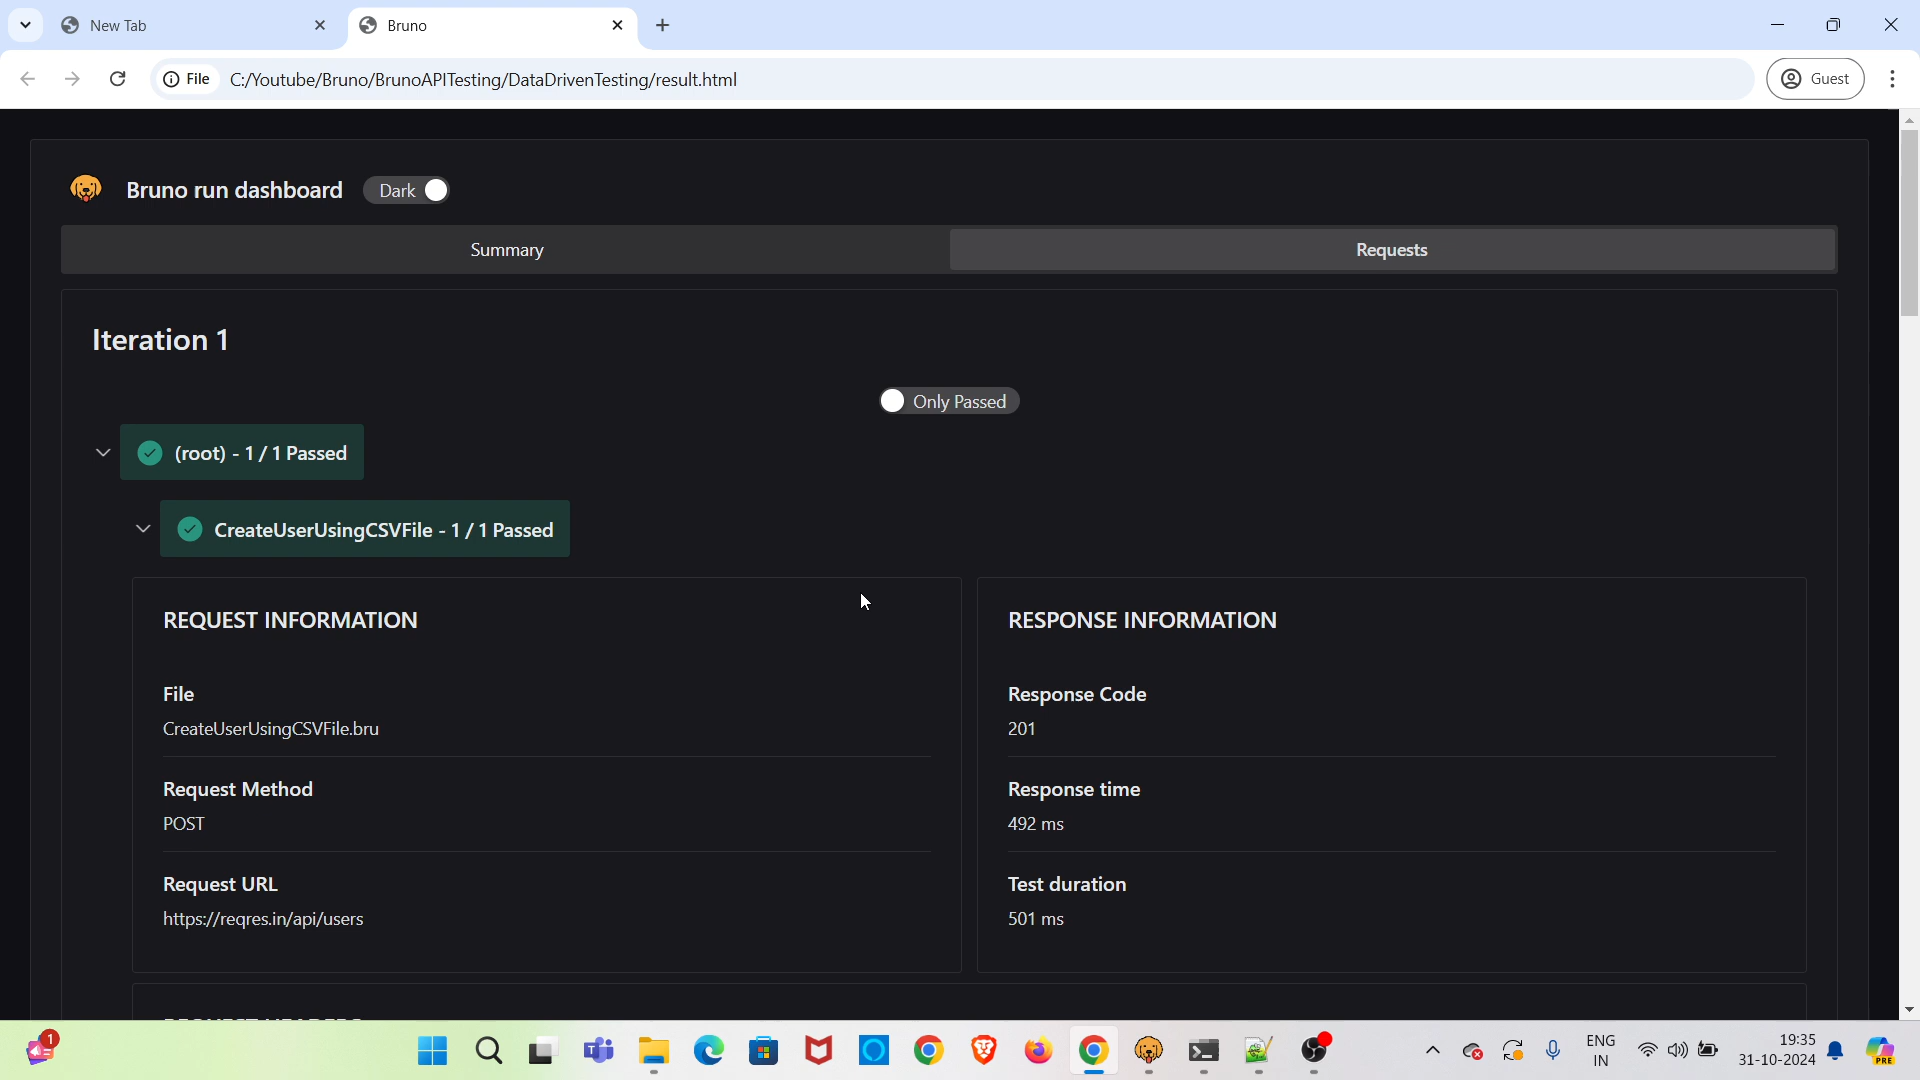 New Tab
Bruno
File
C:/Youtube/Bruno/BrunoAPITesting/DataDrivenTesting/result.html
Guest
Bruno run dashboard
Dark
Summary
Requests
Iteration 1
Only Passed
(root) - 1 / 1 Passed
CreateUserUsingCSVFile - 1 / 1 Passed
REQUEST INFORMATION
File
CreateUserUsingCSVFile.bru
Request Method
POST
Request URL
https://reqres.in/api/users
RESPONSE INFORMATION
Response Code
201
Response time
492 ms
Test duration
501 ms
1
ENG
IN
19:35
31-10-2024
PRE